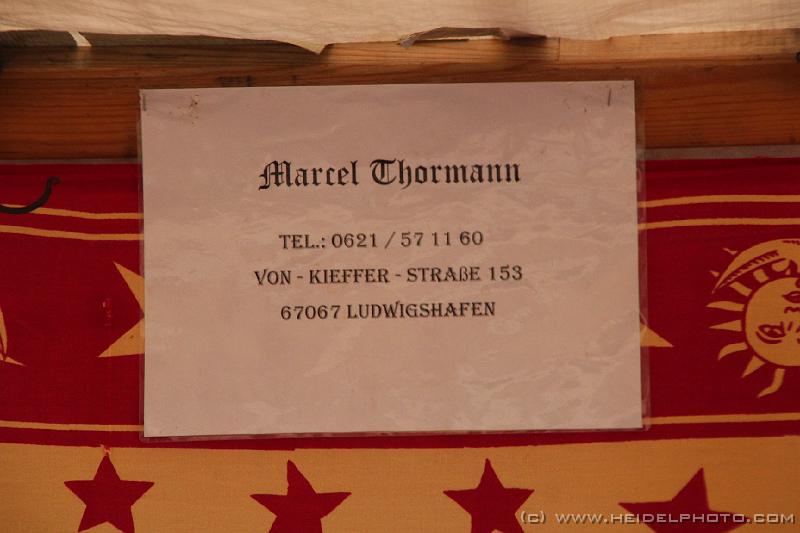 Marcel Thormann
TEL.: 0621 / 57 11 60
VON - KIEFFER - STRAßE 153
67067 LUDWIGSHAFEN
(c) WWW.HEIDELPHOTO.COM